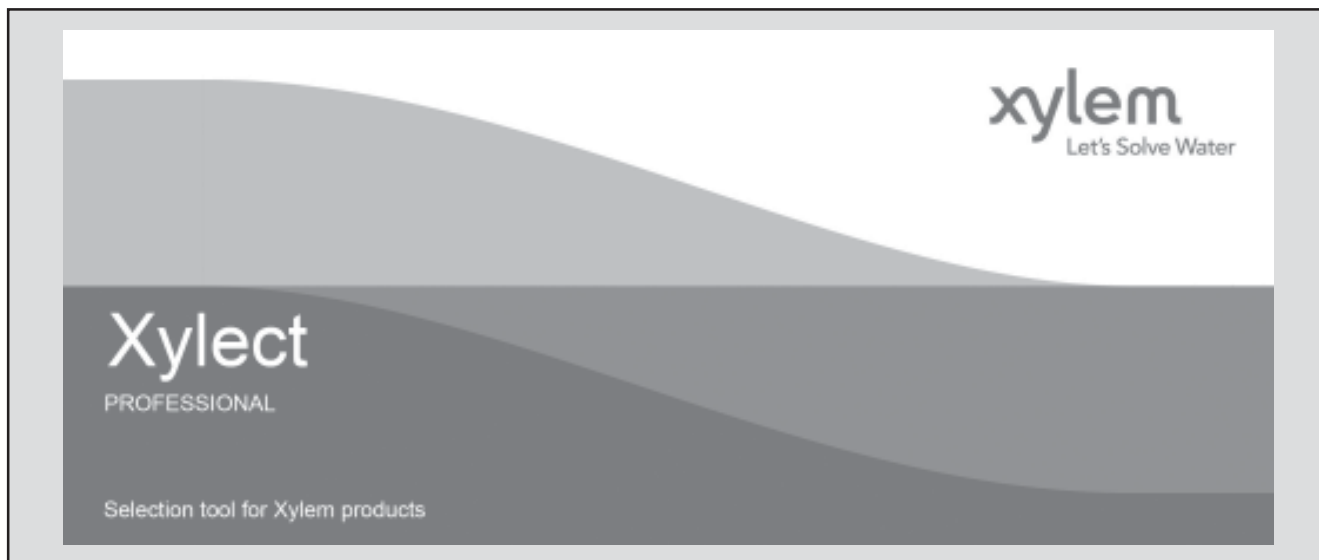 xylem
Let's Solve Water
Xylect
PROFESSIONAL
Selection tool for Xylem products